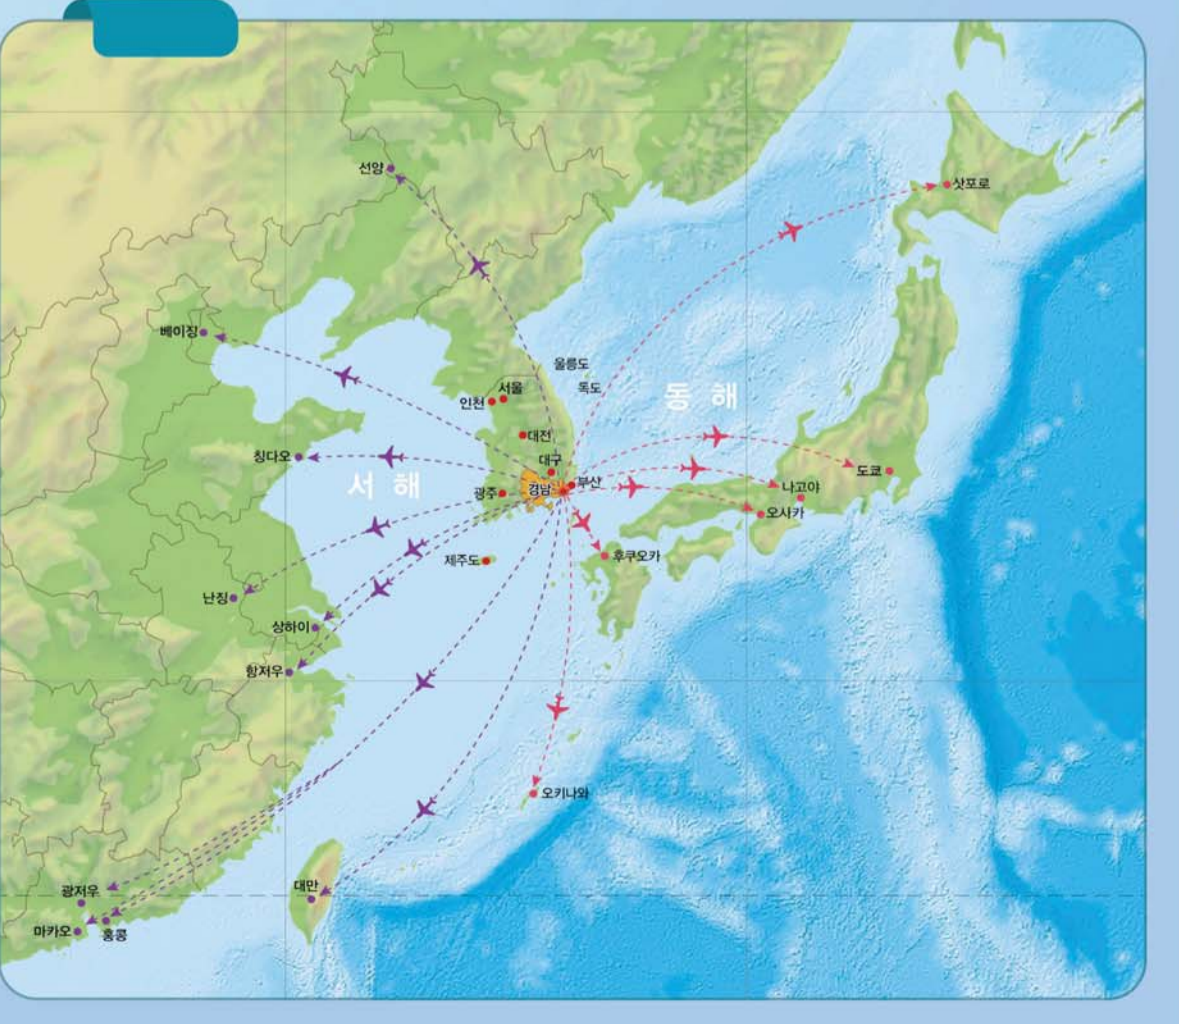 선양
삿포로
베이징
울릉도
독도
서울
인천
동 해
대전
칭다오
대구
도쿄
서 해
광주
경남
부산
나고야
오사카
제주도
후쿠오카
난징
상하이
항저우
오키나와
대만
광저우
마카오
홍콩